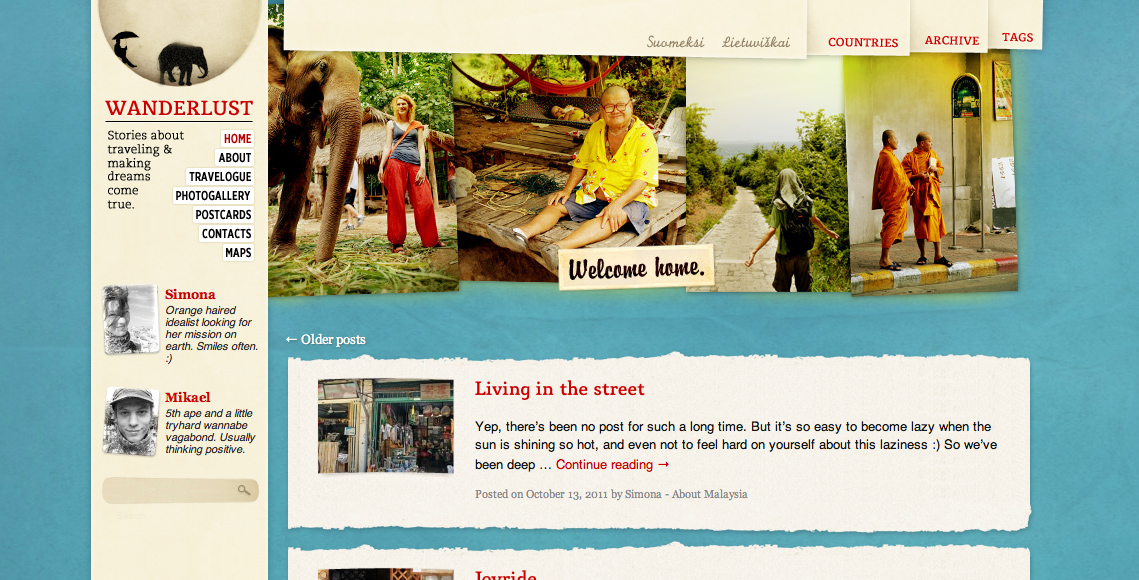 Suomeksi Lietuviškai COUNTRIES ARCHIVE TAGS
WANDERLUST
Stories about
traveling &
making
dreams
come
true.
HOME
ABOUT
TRAVELOGUE
PHOTOGALLERY
POSTCARDS
CONTACTS
MAPS
Simona
Orange haired
idealist looking for
her mission on
earth. Smiles often.
:)
Mikael
5th ape and a little
tryhard wannabe
vagabond. Usually
thinking positive.
Welcome home.
← Older posts
Living in the street
Yep, there's been no post for such a long time. But it's so easy to become lazy when the
sun is shining so hot, and even not to feel hard on yourself about this laziness :) So we've
been deep … Continue reading →
Posted on October 13, 2011 by Simona - About Malaysia
Joyride